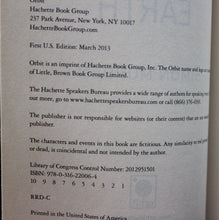 Orbit
Hachette Book Group
237 Park Avenue, New York, NY 10017
HachetteBookGroup.com
First U.S. Edition: March 2013
Orbit is an imprint of Hachette Book Group, Inc. The Orbit name and logo are
of Little, Brown Book Group Limited.
The Hachette Speakers Bureau provides a wide range of authors for speaking
to www.hachettespeakersbureau.com or call (866) 376-6591.
The publisher is not responsible for websites (or their content) that are not
publisher.
The characters and events in this book are fictitious. Any similarity to real
or dead, is coincidental and not intended by the author.
Library of Congress Control Number: 2012951501
ISBN: 978-0-316-22006-4
10 9 8 7 6 5 4 3 2 1
RRD-C
Printed in the United States of America